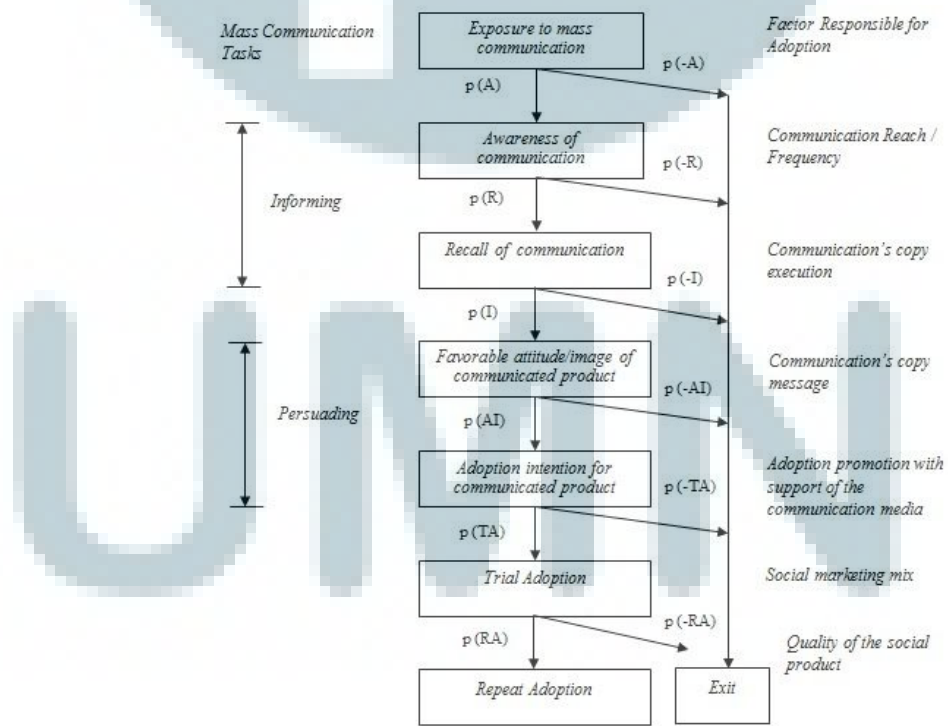 Mass Communication
Tasks
Exposure to mass
communication
Factor Responsible for
Adoption
p (A)
p (-A)
Awareness of
communication
Communication Reach /
Frequency
p (R)
p (-R)
Informing
Recall of communication
Communication's copy
execution
p (I)
p (-I)
Favorable attitude/image of
communicated product
Communication's copy
message
p (AI)
p (-AI)
Persuading
Adoption intention for
communicated product
Adoption promotion with
support of the
communication media
p (TA)
p (-TA)
Trial Adoption
Social marketing mix
p (RA)
p (-RA)
Quality of the social
product
Repeat Adoption
Exit
UMN